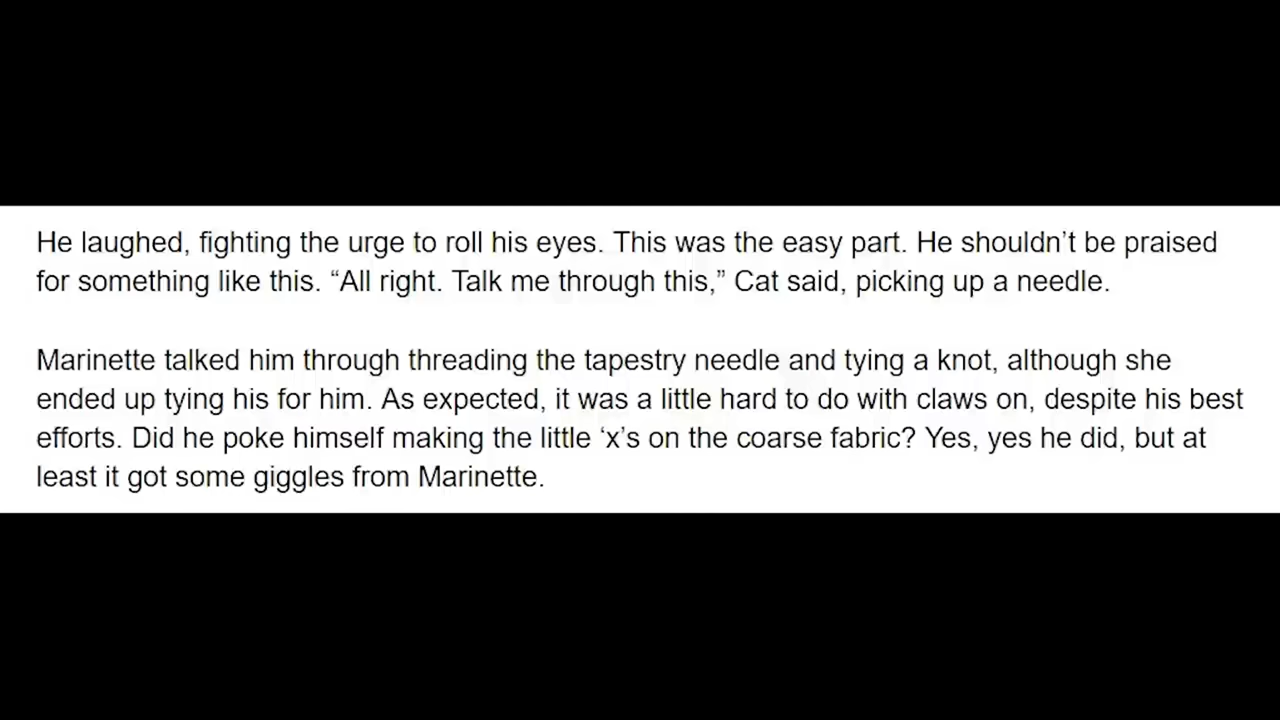 He laughed, fighting the urge to roll his eyes. This was the easy part. He shouldn’t be praised
for something like this. “All right. Talk me through this,” Cat said, picking up a needle.
Marinette talked him through threading the tapestry needle and tying a knot, although she
ended up tying his for him. As expected, it was a little hard to do with claws on, despite his best
efforts. Did he poke himself making the little ‘x’s on the coarse fabric? Yes, yes he did, but at
least it got some giggles from Marinette.